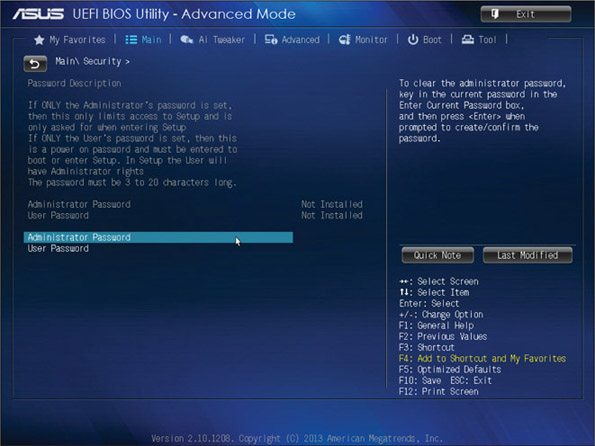 ASUS UEFI BIOS Utility - Advanced Mode
Exit
My Favorites | Main | Ai Tweaker | Advanced | Monitor | Boot | Tool |
Main\ Security >
Password Description
If ONLY the Administrator's password is set,
then this only limits access to Setup and is
only asked for when entering Setup
If ONLY the User's password is set, then this
is a power on password and must be entered to
boot or enter Setup. In Setup the User will
have Administrator rights
The password must be 3 to 20 characters long.
Administrator Password Not Installed
User Password Not Installed
Administrator Password
User Password
To clear the administrator password,
key in the current password in the
Enter Current Password box,
and then press <Enter> when
prompted to create/confirm the
password.
Quick Note
Last Modified
→←: Select Screen
↑↓: Select Item
Enter: Select
+/-: Change Option
F1: General Help
F2: Previous Values
F3: Shortcut
F4: Add to Shortcut and My Favorites
F5: Optimized Defaults
F10: Save ESC: Exit
F12: Print Screen
Version 2.10.1208. Copyright (C) 2013 American Megatrends, Inc.